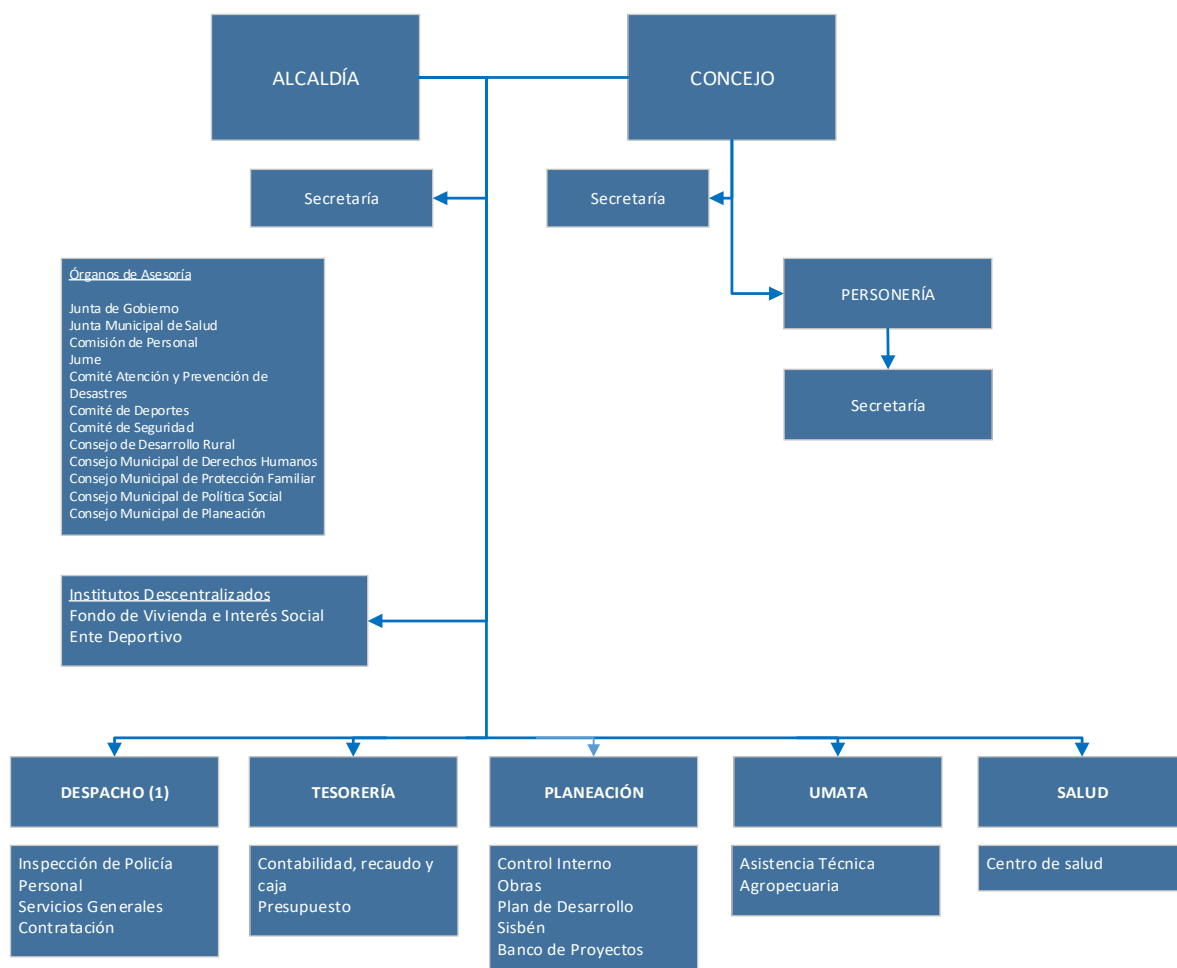 ALCALDÍA
CONCEJO
Secretaría
Secretaría
Órganos de Asesoría
Junta de Gobierno
Junta Municipal de Salud
Comisión de Personal
Jume
Comité Atención y Prevención de
Desastres
Comité de Deportes
Comité de Seguridad
Consejo de Desarrollo Rural
Consejo Municipal de Derechos Humanos
Consejo Municipal de Protección Familiar
Consejo Municipal de Política Social
Consejo Municipal de Planeación
PERSONERÍA
Secretaría
Institutos Descentralizados
Fondo de Vivienda e Interés Social
Ente Deportivo
DESPACHO (1)
Inspección de Policía
Personal
Servicios Generales
Contratación
TESORERÍA
Contabilidad, recaudo y
caja
Presupuesto
PLANEACIÓN
Control Interno
Obras
Plan de Desarrollo
Sisbén
Banco de Proyectos
UMATA
Asistencia Técnica
Agropecuaria
SALUD
Centro de salud